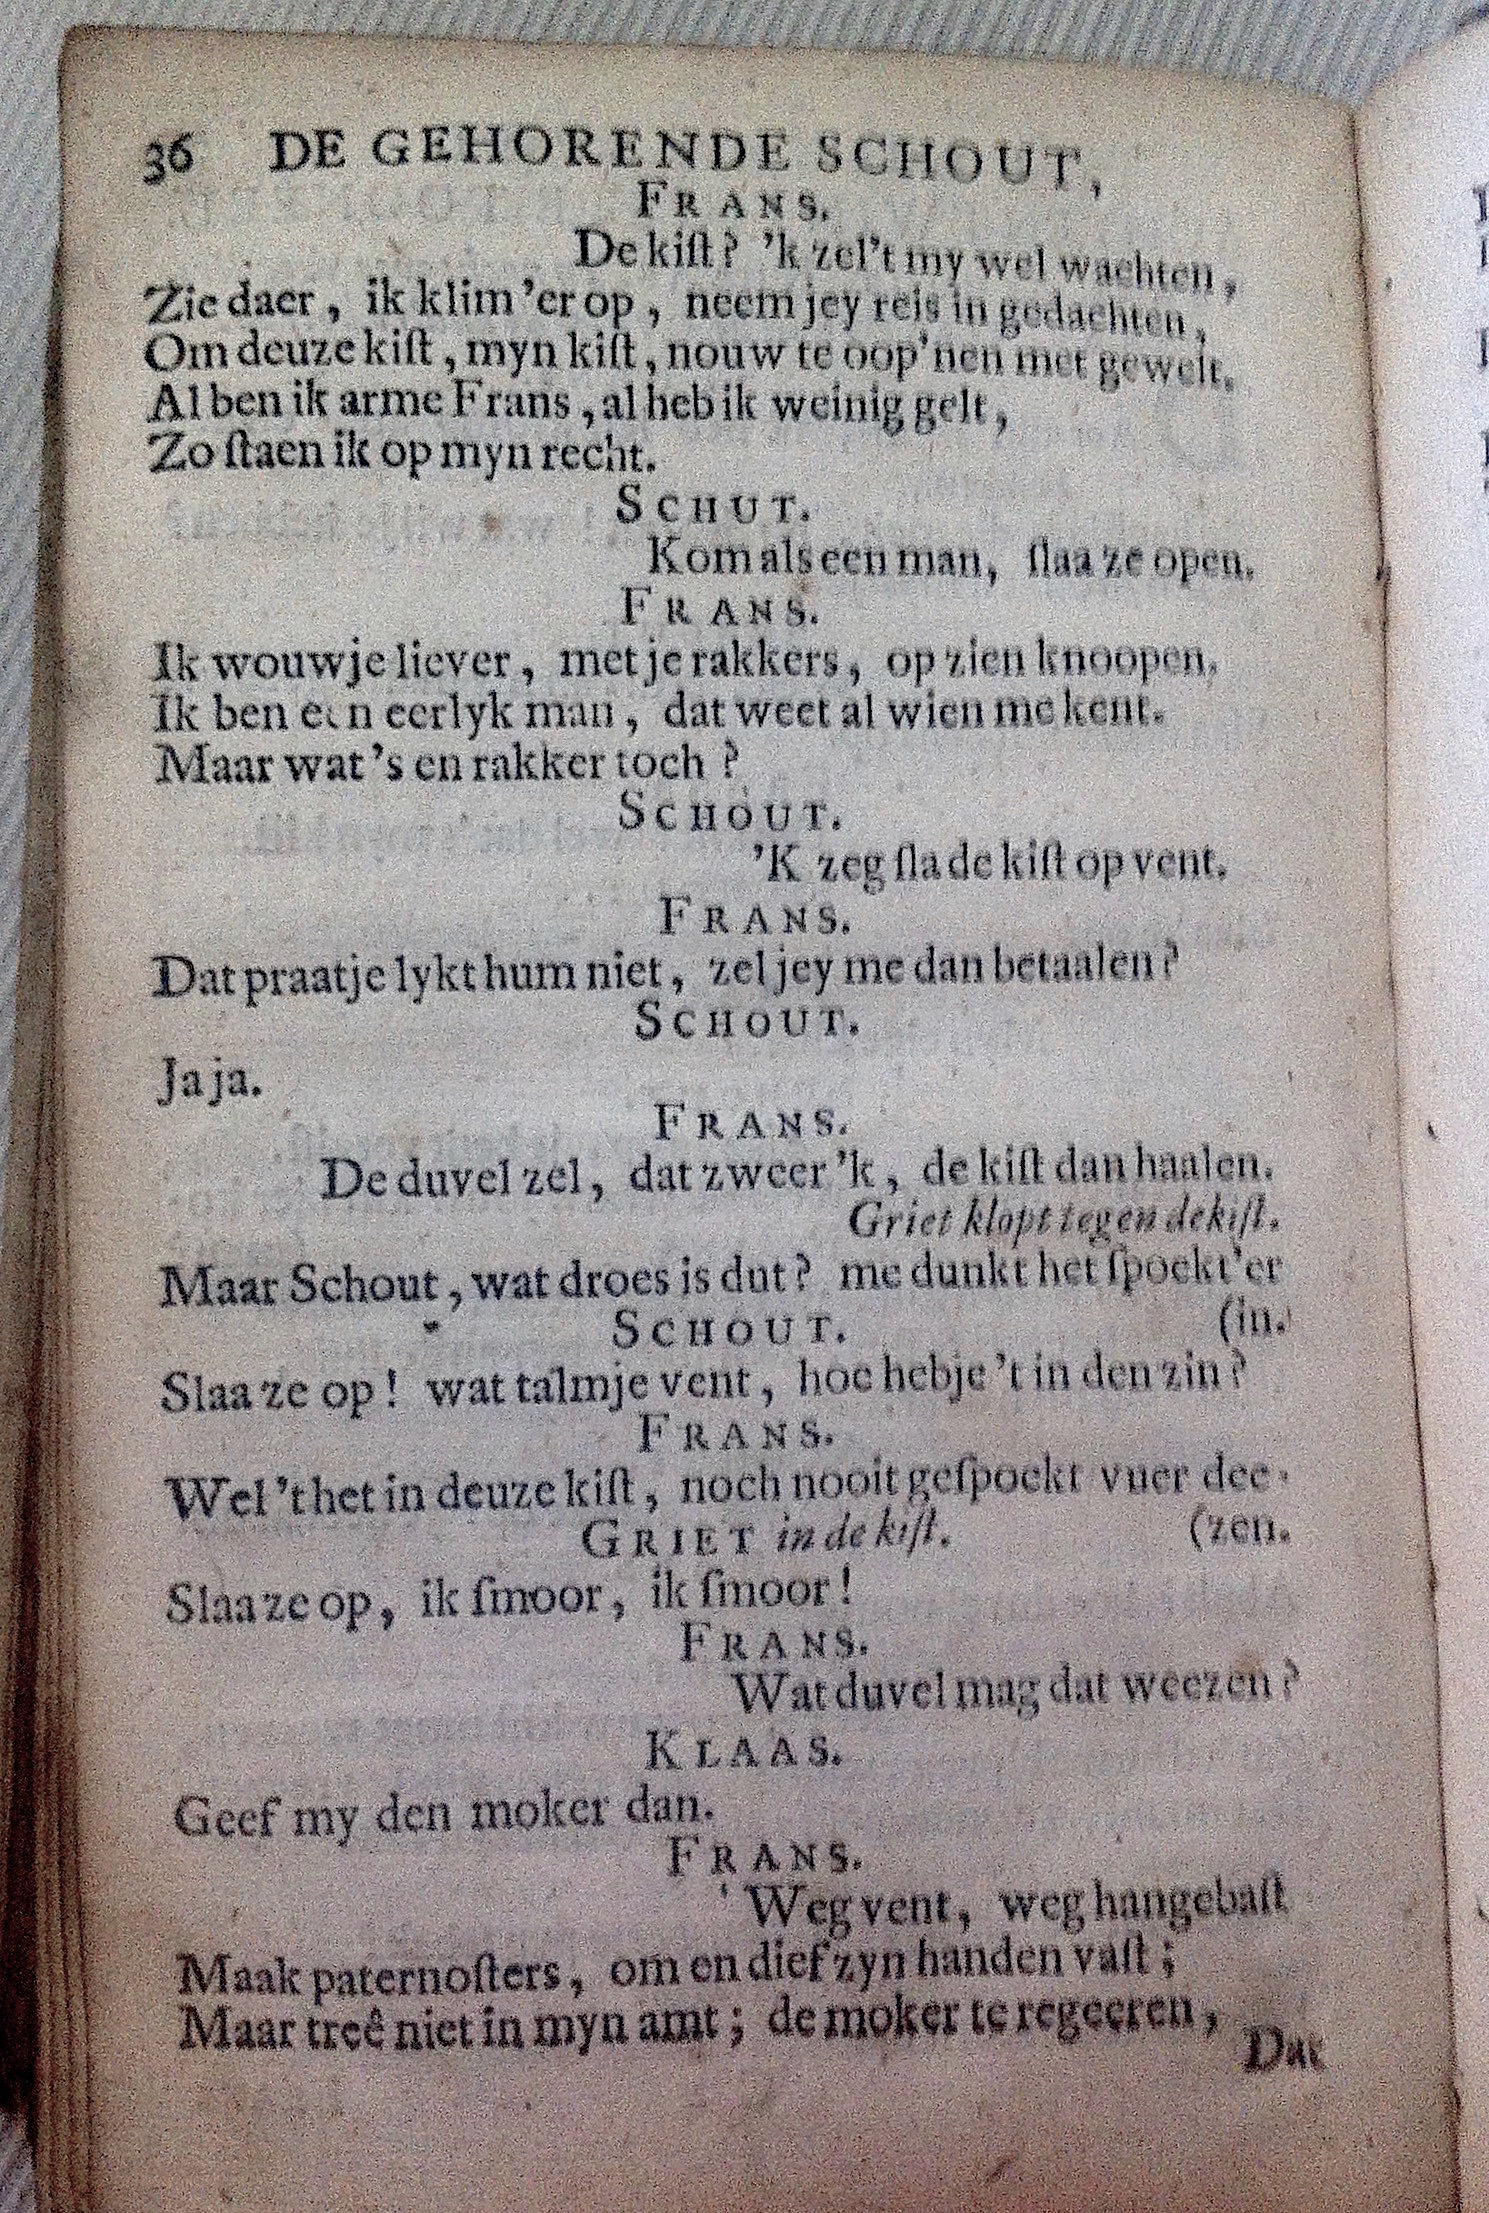 36 DE GEHORENDE SCHOUT,
FRANS.
De kiſt? 'k zel't my wel wachten,
Zie daer, ik klim 'er op, neem jey reis in gedachten,
Om deuze kiſt, myn kiſt, nouw te oop'nen met gewelt.
Al ben ik arme Frans, al heb ik weinig gelt,
Zo ſtaen ik op myn recht.
SCHUT.
Kom als een man, ſlaa ze open.
FRANS.
Ik wouwje liever, met je rakkers, op zien knoopen.
Ik ben een eerlyk man, dat weet al wien me kent.
Maar wat 's en rakker toch?
SCHOUT.
'K zeg ſla de kiſt op vent.
FRANS.
Dat praatje lykt hum niet, zel jey me dan betaalen?
SCHOUT.
Ja ja.
FRANS.
De duvel zel, dat zweer 'k, de kiſt dan haalen.
Griet klopt tegen de kiſt.
Maar Schout, wat droes is dut? me dunkt het ſpoekt 'er
(in.
SCHOUT.
Slaa ze op! wat talmje vent, hoe hebje 't in den zin?
FRANS.
Wel 't het in deuze kiſt, noch nooit geſpoekt vuer dee-
(zen.
GRIET in de kiſt.
Slaa ze op, ik ſmoor, ik ſmoor!
FRANS.
Wat duvel mag dat weezen?
KLAAS.
Geef my den moker dan.
FRANS.
Weg vent, weg hangebaſt
Maak paternoſters, om en dief zyn handen vaſt;
Maar treê niet in myn amt; de moker te regeeren,
Dat